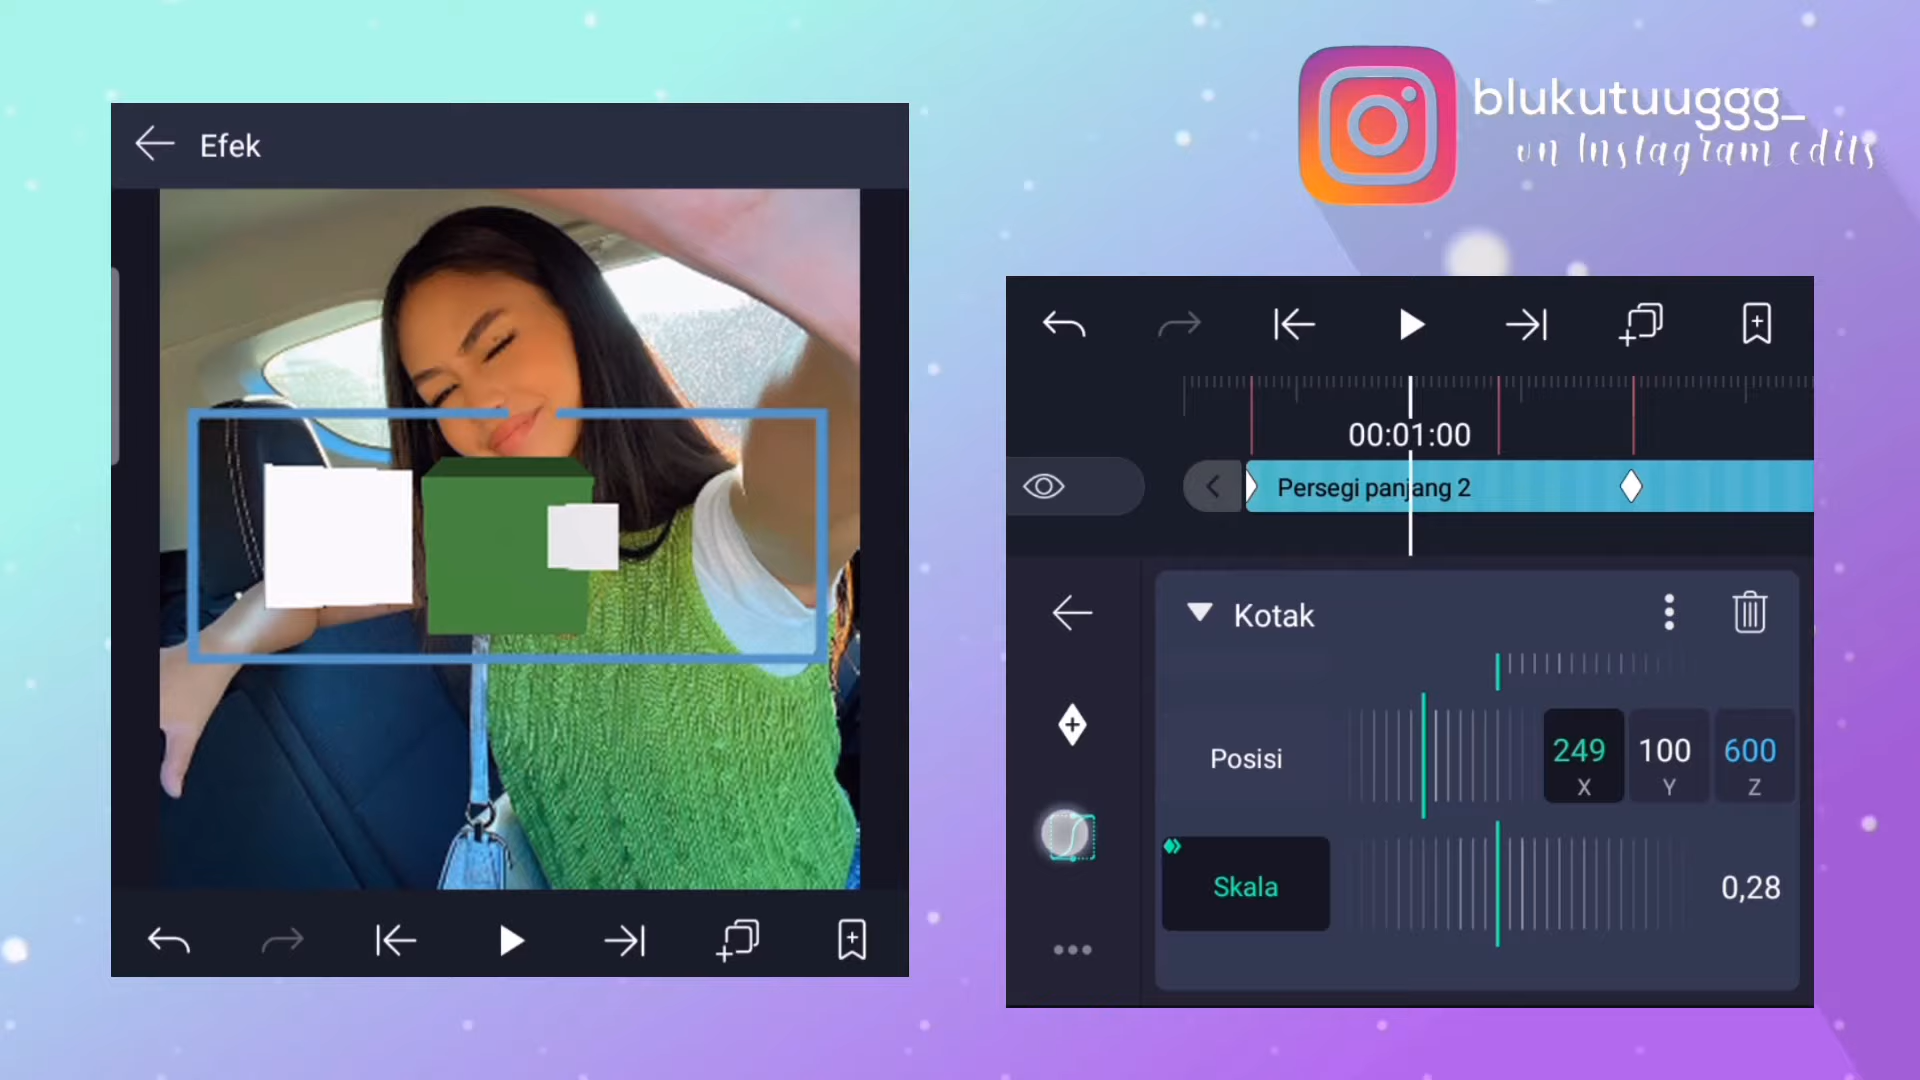 Efek
blukutuuggg_
on Instagram edits
00:01:00
Persegi panjang 2
Kotak
Posisi
249
X
100
Y
600
Z
Skala
0,28